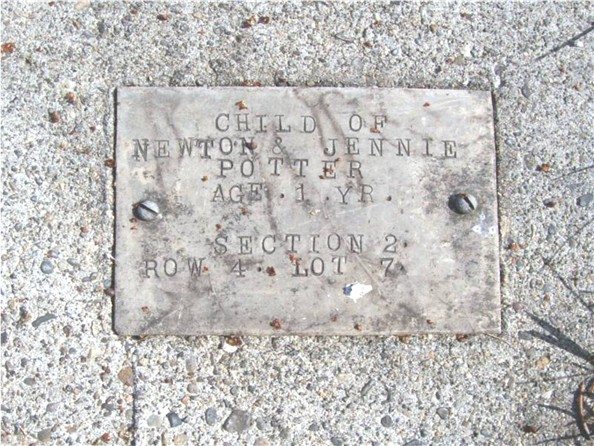 CHILD OF
NEWTON & JENNIE
POTTER
AGE 1 YR.
SECTION 2.
ROW 4. LOT 7.